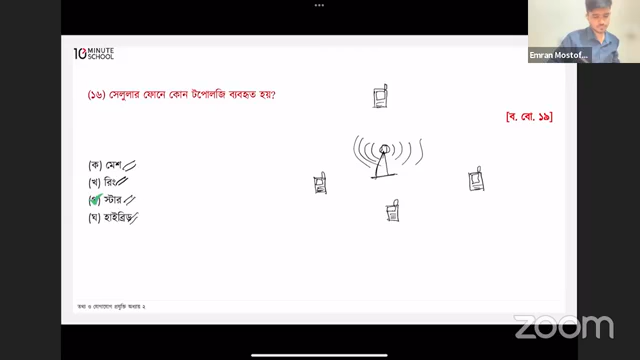 10 MINUTE
SCHOOL
(১৬) সেলুলার ফোনে কোন টপোলজি ব্যবহৃত হয়?
[ব. বো. ১৯]
(ক) মেশ
(খ) রিং
(গ) স্টার
(ঘ) হাইব্রিড
তথ্য ও যোগাযোগ প্রযুক্তি অধ্যায় ২
Emran Mostof...
zoom